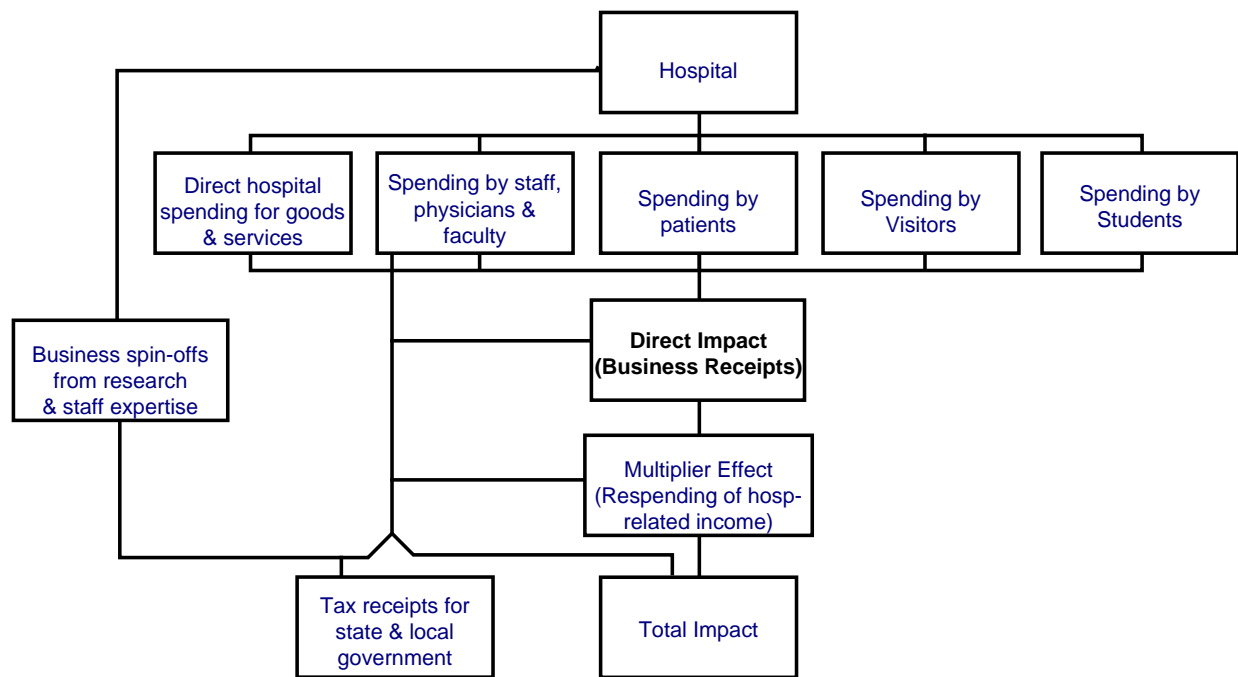 Hospital
Direct hospital
spending for goods
& services
Spending by staff,
physicians &
faculty
Spending by
patients
Spending by
Visitors
Spending by
Students
Business spin-offs
from research
& staff expertise
Direct Impact
(Business Receipts)
Multiplier Effect
(Respending of hosp-
related income)
Tax receipts for
state & local
government
Total Impact